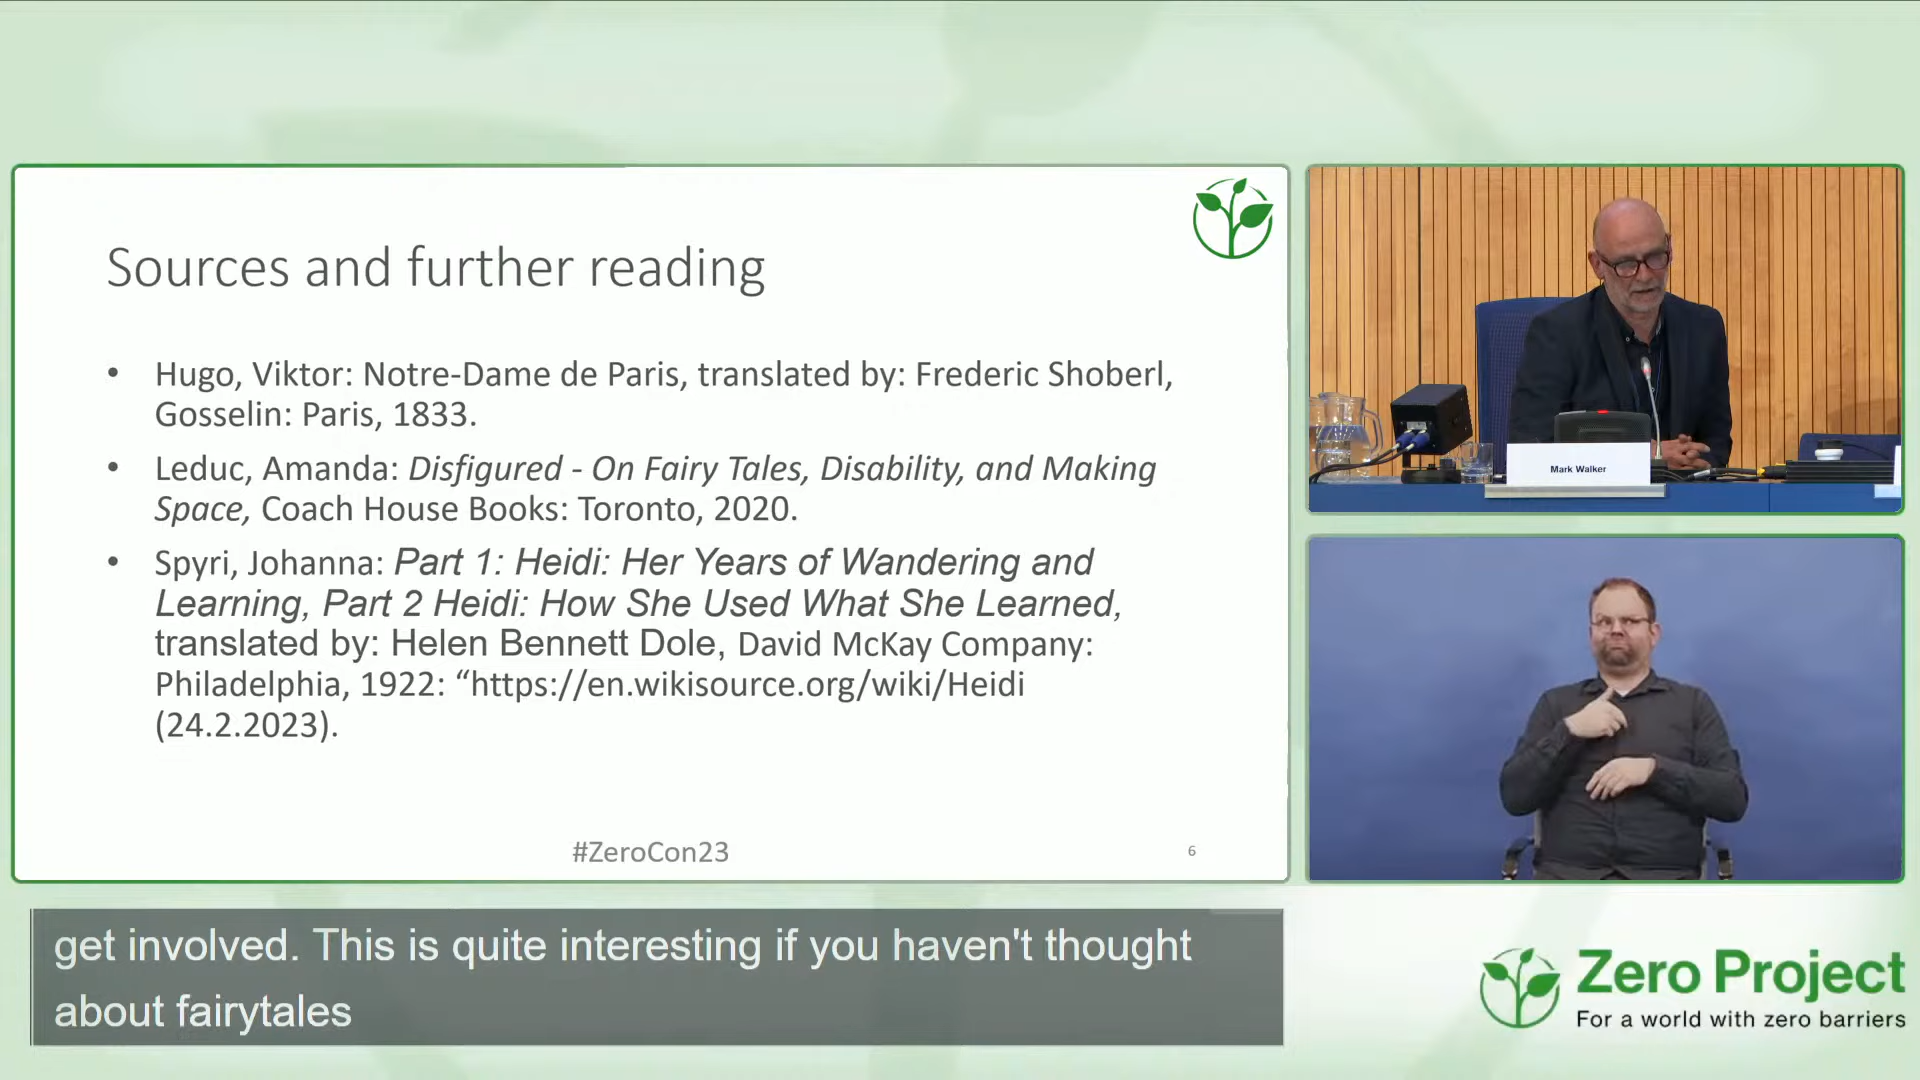 Sources and further reading
• Hugo, Viktor: Notre-Dame de Paris, translated by: Frederic Shoberl,
Gosselin: Paris, 1833.
• Leduc, Amanda: Disfigured - On Fairy Tales, Disability, and Making
Space, Coach House Books: Toronto, 2020.
• Spyri, Johanna: Part 1: Heidi: Her Years of Wandering and
Learning, Part 2 Heidi: How She Used What She Learned,
translated by: Helen Bennett Dole, David McKay Company:
Philadelphia, 1922: “https://en.wikisource.org/wiki/Heidi
(24.2.2023).
#ZeroCon23
6
Mark Walker
get involved. This is quite interesting if you haven't thought
about fairytales
Zero Project
For a world with zero barriers